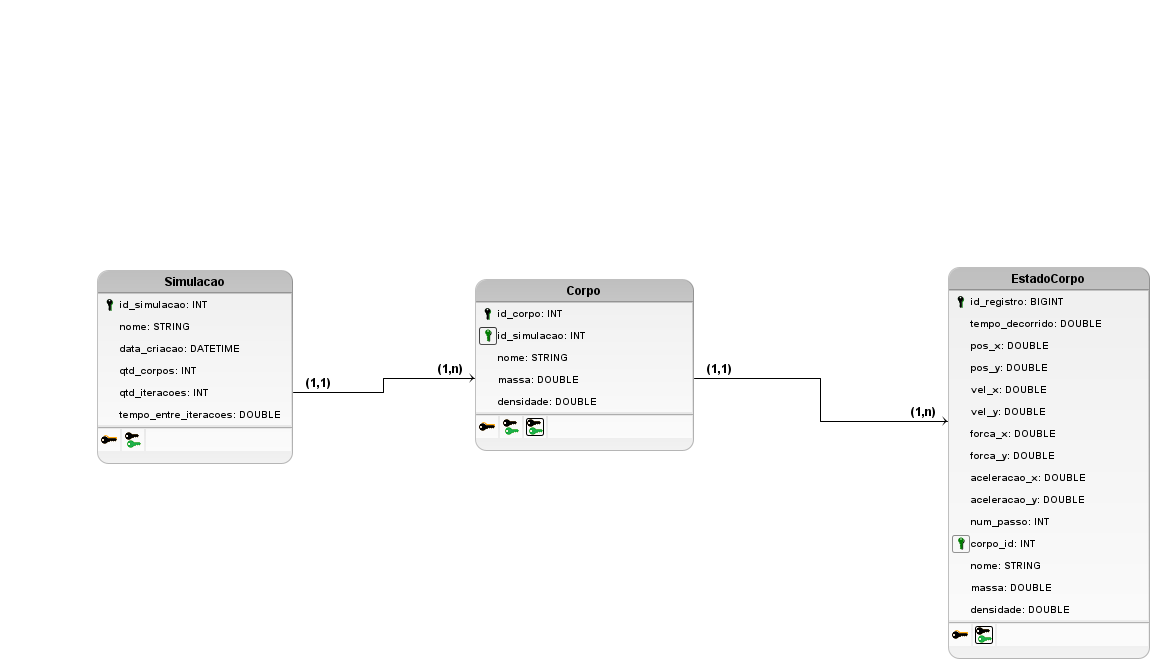 Simulacao
id_simulacao: INT
nome: STRING
data_criacao: DATETIME
qtd_corpos: INT
qtd_iteracoes: INT
tempo_entre_iteracoes: DOUBLE
(1,1)
(1,n)
Corpo
id_corpo: INT
id_simulacao: INT
nome: STRING
massa: DOUBLE
densidade: DOUBLE
(1,1)
(1,n)
EstadoCorpo
id_registro: BIGINT
tempo_decorrido: DOUBLE
pos_x: DOUBLE
pos_y: DOUBLE
vel_x: DOUBLE
vel_y: DOUBLE
forca_x: DOUBLE
forca_y: DOUBLE
aceleracao_x: DOUBLE
aceleracao_y: DOUBLE
num_passo: INT
corpo_id: INT
nome: STRING
massa: DOUBLE
densidade: DOUBLE